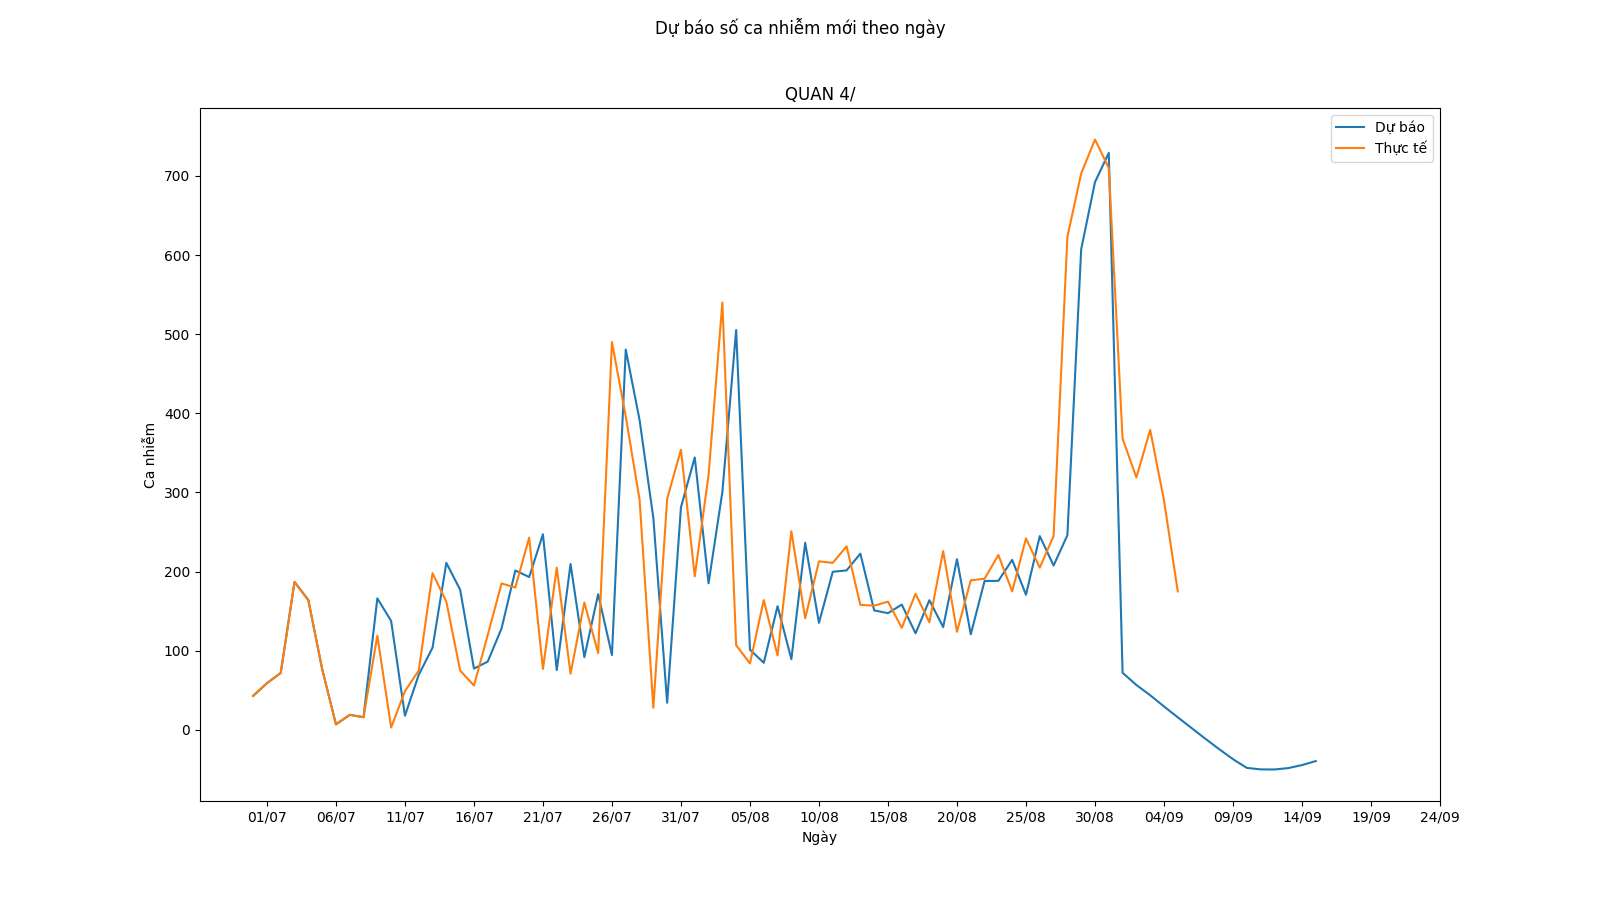 Dự báo số ca nhiễm mới theo ngày
QUAN 4/
Dự báo
Thực tế
700
600
500
400
300
200
100
0
Ca nhiễm
01/07 06/07 11/07 16/07 21/07 26/07 31/07 05/08 10/08 15/08 20/08 25/08 30/08 04/09 09/09 14/09 19/09 24/09
Ngày